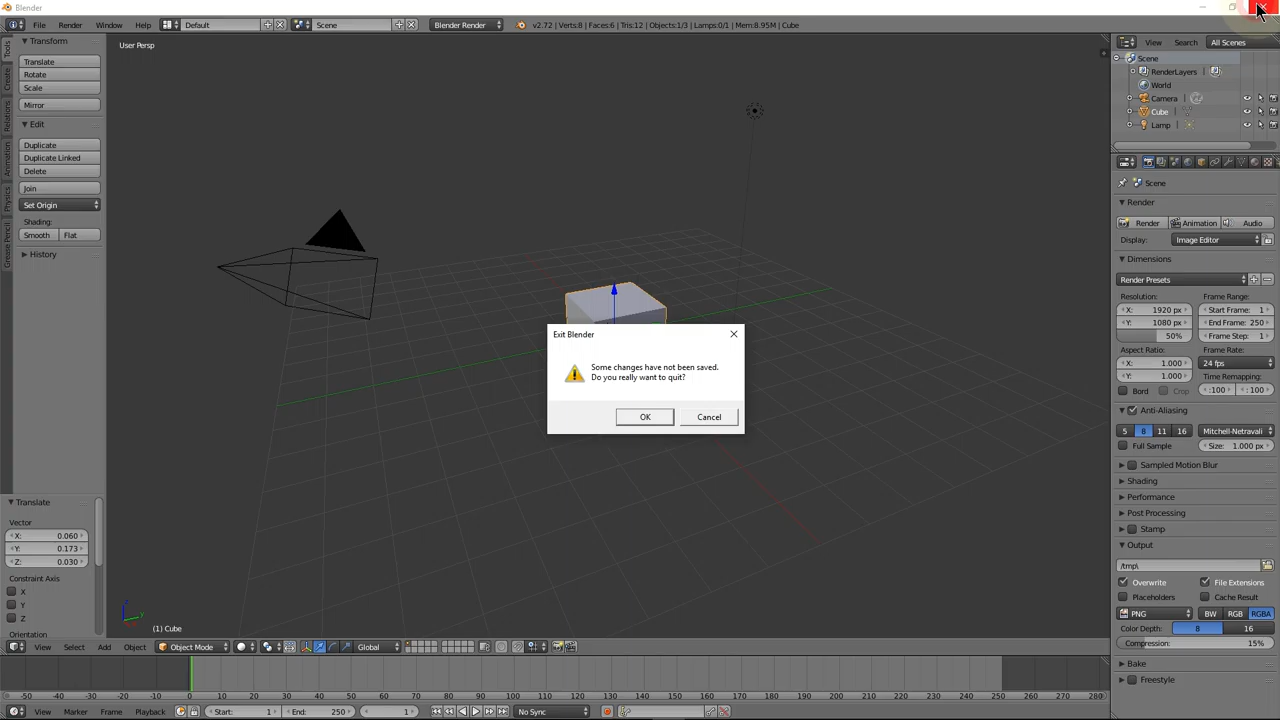 Blender
File Render Window Help Default Scene Blender Render v2.72 | Verts:8 | Faces:6 | Tris:12 | Objects:1/3 | Lamps:0/1 | Mem:8.95M | Cube
User Persp
Tools
Create
Relations
Animation
Physics
Grease Pencil
Transform
Translate
Rotate
Scale
Mirror
Edit
Duplicate
Duplicate Linked
Delete
Join
Set Origin
Shading:
Smooth Flat
History
Translate
Vector
X: 0.060
Y: 0.173
Z: 0.030
Constraint Axis
X
Y
Z
Orientation
Exit Blender
Some changes have not been saved.
Do you really want to quit?
OK Cancel
(1) Cube
View Select Add Object Object Mode Global
-50 -40 -30 -20 -10 0 10 20 30 40 50 60 70 80 90 100 110 120 130 140 150 160 170 180 190 200 210 220 230 240 250 260 270 280
View Marker Frame Playback Start: 1 End: 250 1 No Sync
View Search All Scenes
Scene
RenderLayers
World
Camera
Cube
Lamp
Scene
Render
Render Animation Audio
Display: Image Editor
Dimensions
Render Presets
Resolution: Frame Range:
X: 1920 px Start Frame: 1
Y: 1080 px End Frame: 250
50% Frame Step: 1
Aspect Ratio: Frame Rate:
X: 1.000 24 fps
Y: 1.000 Time Remapping:
Bord Crop :100 :100
Anti-Aliasing
5 8 11 16 Mitchell-Netravali
Full Sample Size: 1.000 px
Sampled Motion Blur
Shading
Performance
Post Processing
Stamp
Output
/tmp\
Overwrite File Extensions
Placeholders Cache Result
PNG BW RGB RGBA
Color Depth: 8 16
Compression: 15%
Bake
Freestyle